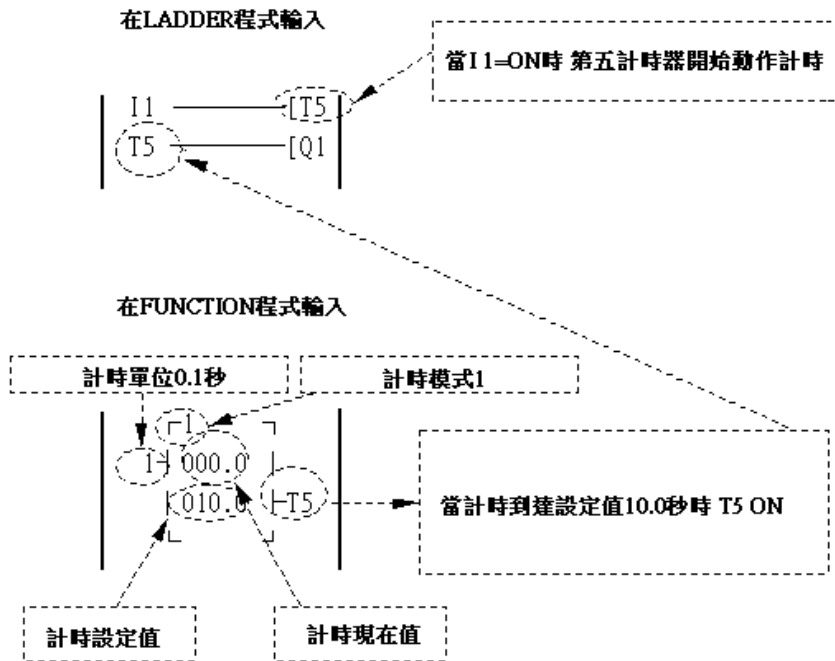 在LADDER程式輸入
當I1=ON時 第五計時器開始動作計時
I1 [T5
T5 [Q1
在FUNCTION程式輸入
計時單位0.1秒
計時模式1
1
1 000.0
010.0 T5
當計時到達設定值10.0秒時 T5 ON
計時設定值
計時現在值